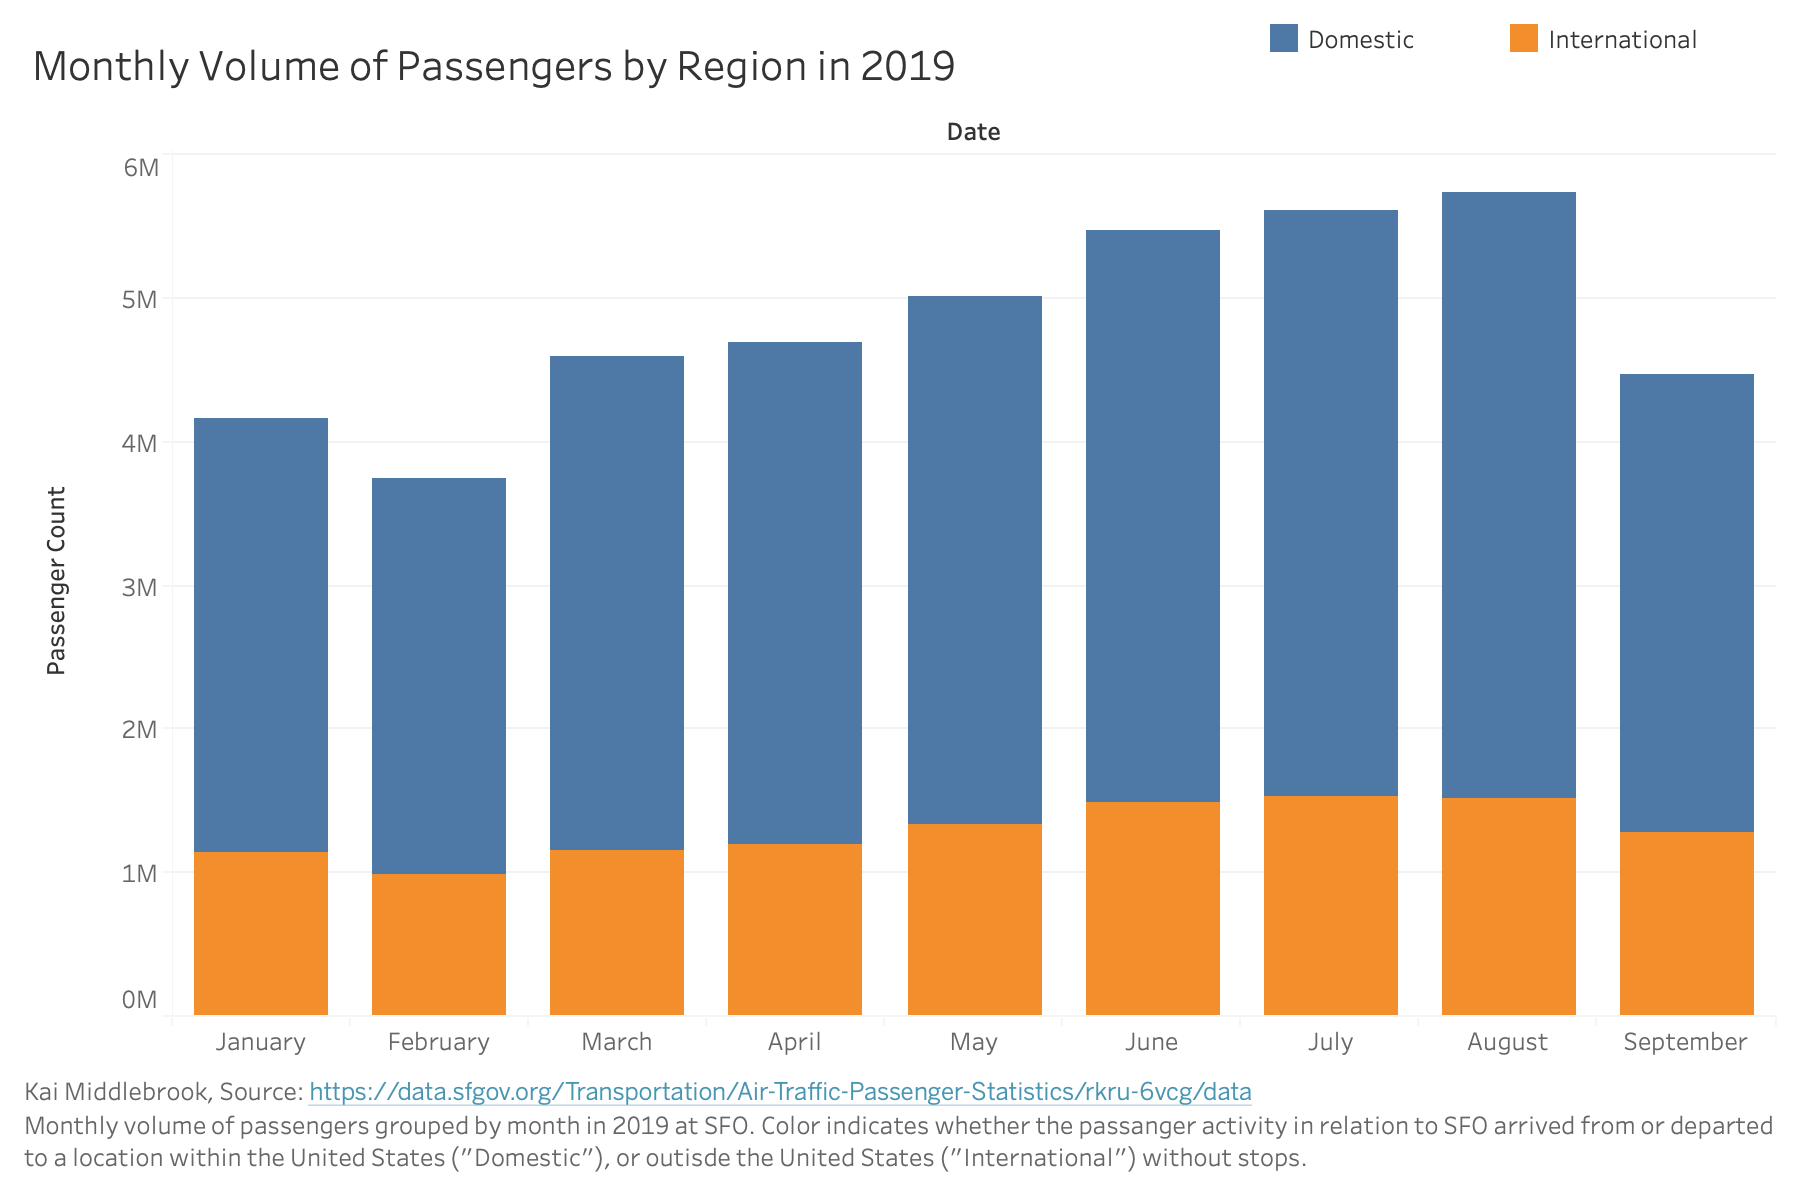 Domestic
International
Monthly Volume of Passengers by Region in 2019
Date
6M
5M
4M
3M
2M
1M
0M
Passenger Count
January
February
March
April
May
June
July
August
September
Kai Middlebrook, Source: https://data.sfgov.org/Transportation/Air-Traffic-Passenger-Statistics/rkru-6vcg/data
Monthly volume of passengers grouped by month in 2019 at SFO. Color indicates whether the passanger activity in relation to SFO arrived from or departed
to a location within the United States ("Domestic"), or outisde the United States ("International") without stops.